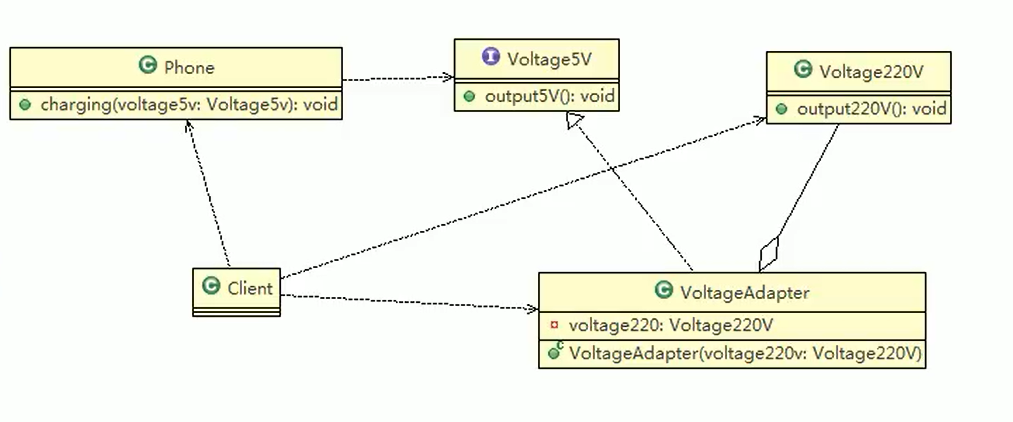 Phone
charging(voltage5v: Voltage5v): void
Voltage5V
output5V(): void
Voltage220V
output220V(): void
Client
VoltageAdapter
voltage220: Voltage220V
VoltageAdapter(voltage220v: Voltage220V)